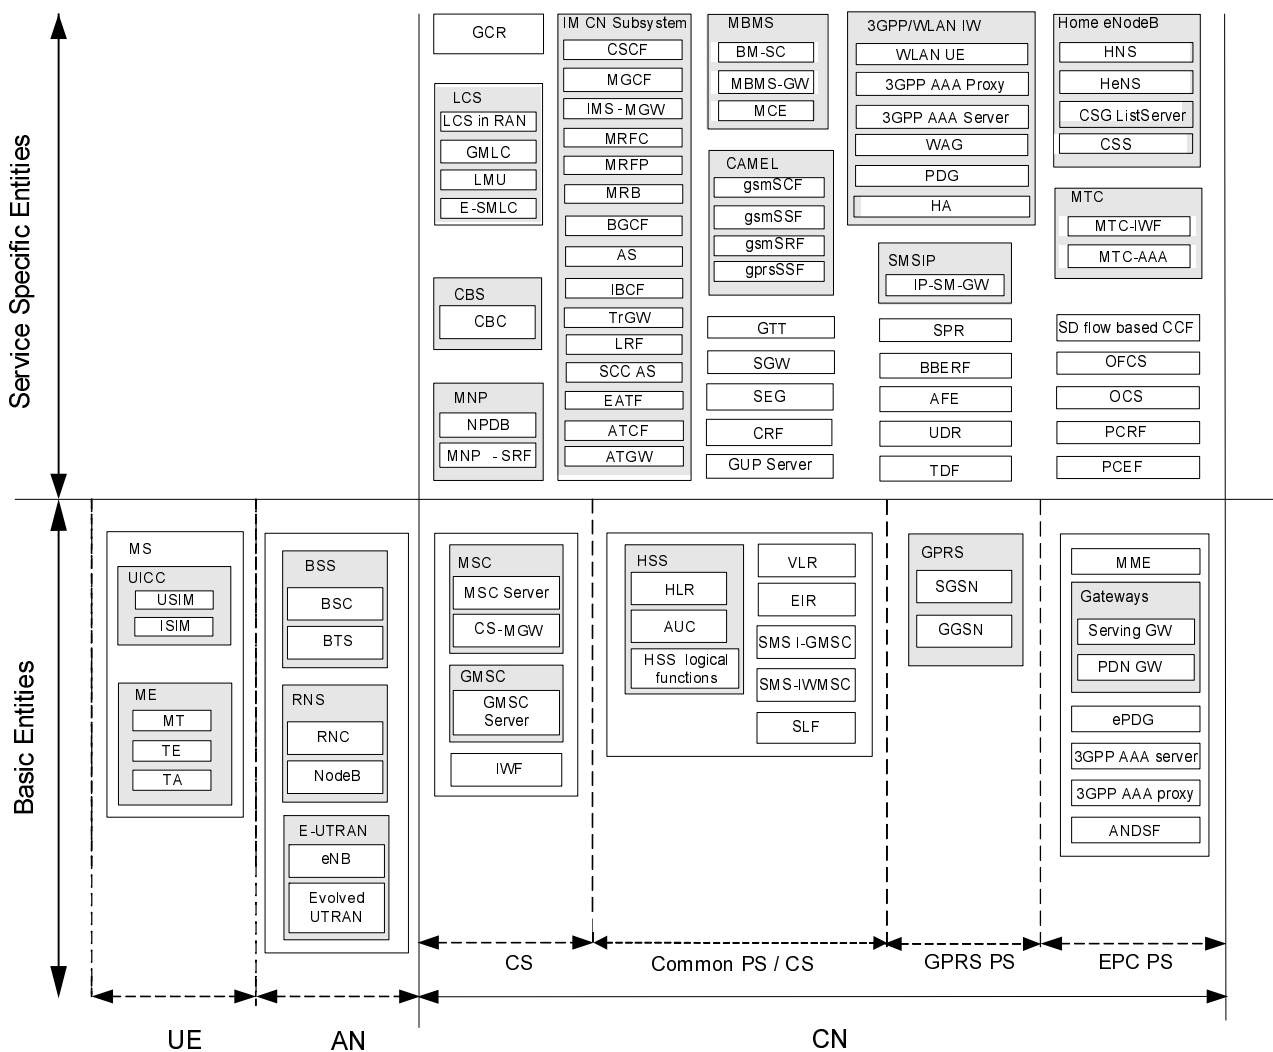 Service Specific Entities
GCR
LCS
LCS in RAN
GMLC
LMU
E-SMLC
CBS
CBC
MNP
NPDB
MNP - SRF
IM CN Subsystem
CSCF
MGCF
IMS-MGW
MRFC
MRFP
MRB
BGCF
AS
IBCF
TrGW
LRF
SCC AS
EATF
ATCF
ATGW
MBMS
BM-SC
MBMS-GW
MCE
CAMEL
gsmSCF
gsmSSF
gsmSRF
gprsSSF
GTT
SGW
SEG
CRF
GUP Server
3GPP/WLAN IW
WLAN UE
3GPP AAA Proxy
3GPP AAA Server
WAG
PDG
HA
SMSIP
IP-SM-GW
SPR
BBERF
AFE
UDR
TDF
Home eNodeB
HNS
HeNS
CSG ListServer
CSS
MTC
MTC-IWF
MTC-AAA
SD flow based CCF
OFCS
OCS
PCRF
PCEF
Basic Entities
MS
UICC
USIM
ISIM
ME
MT
TE
TA
BSS
BSC
BTS
RNS
RNC
NodeB
E-UTRAN
eNB
Evolved
UTRAN
MSC
MSC Server
CS-MGW
GMSC
GMSC
Server
IWF
HSS
HLR
AUC
HSS logical
functions
VLR
EIR
SMS I-GMSC
SMS-IWMSC
SLF
GPRS
SGSN
GGSN
MME
Gateways
Serving GW
PDN GW
ePDG
3GPP AAA server
3GPP AAA proxy
ANDSF
CS
Common PS / CS
GPRS PS
EPC PS
UE
AN
CN